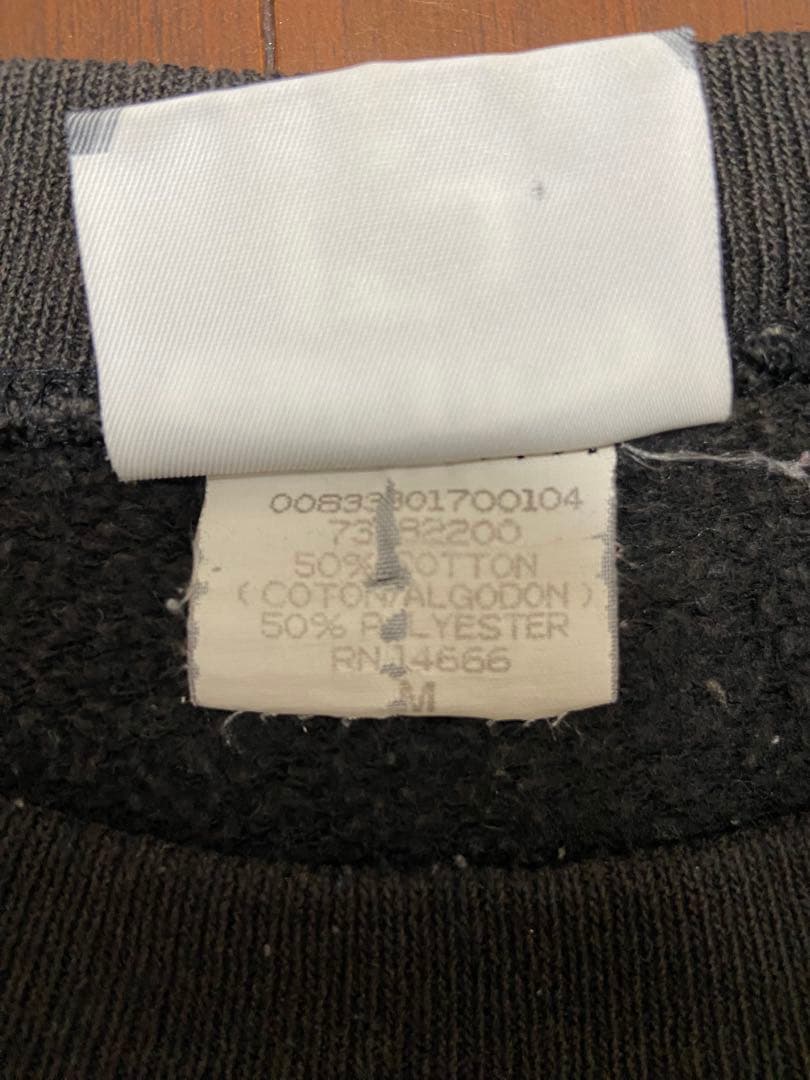 00833801700104
50% COTTON
(COTON/ALGODON)
50% POLYESTER
RN 14666
M